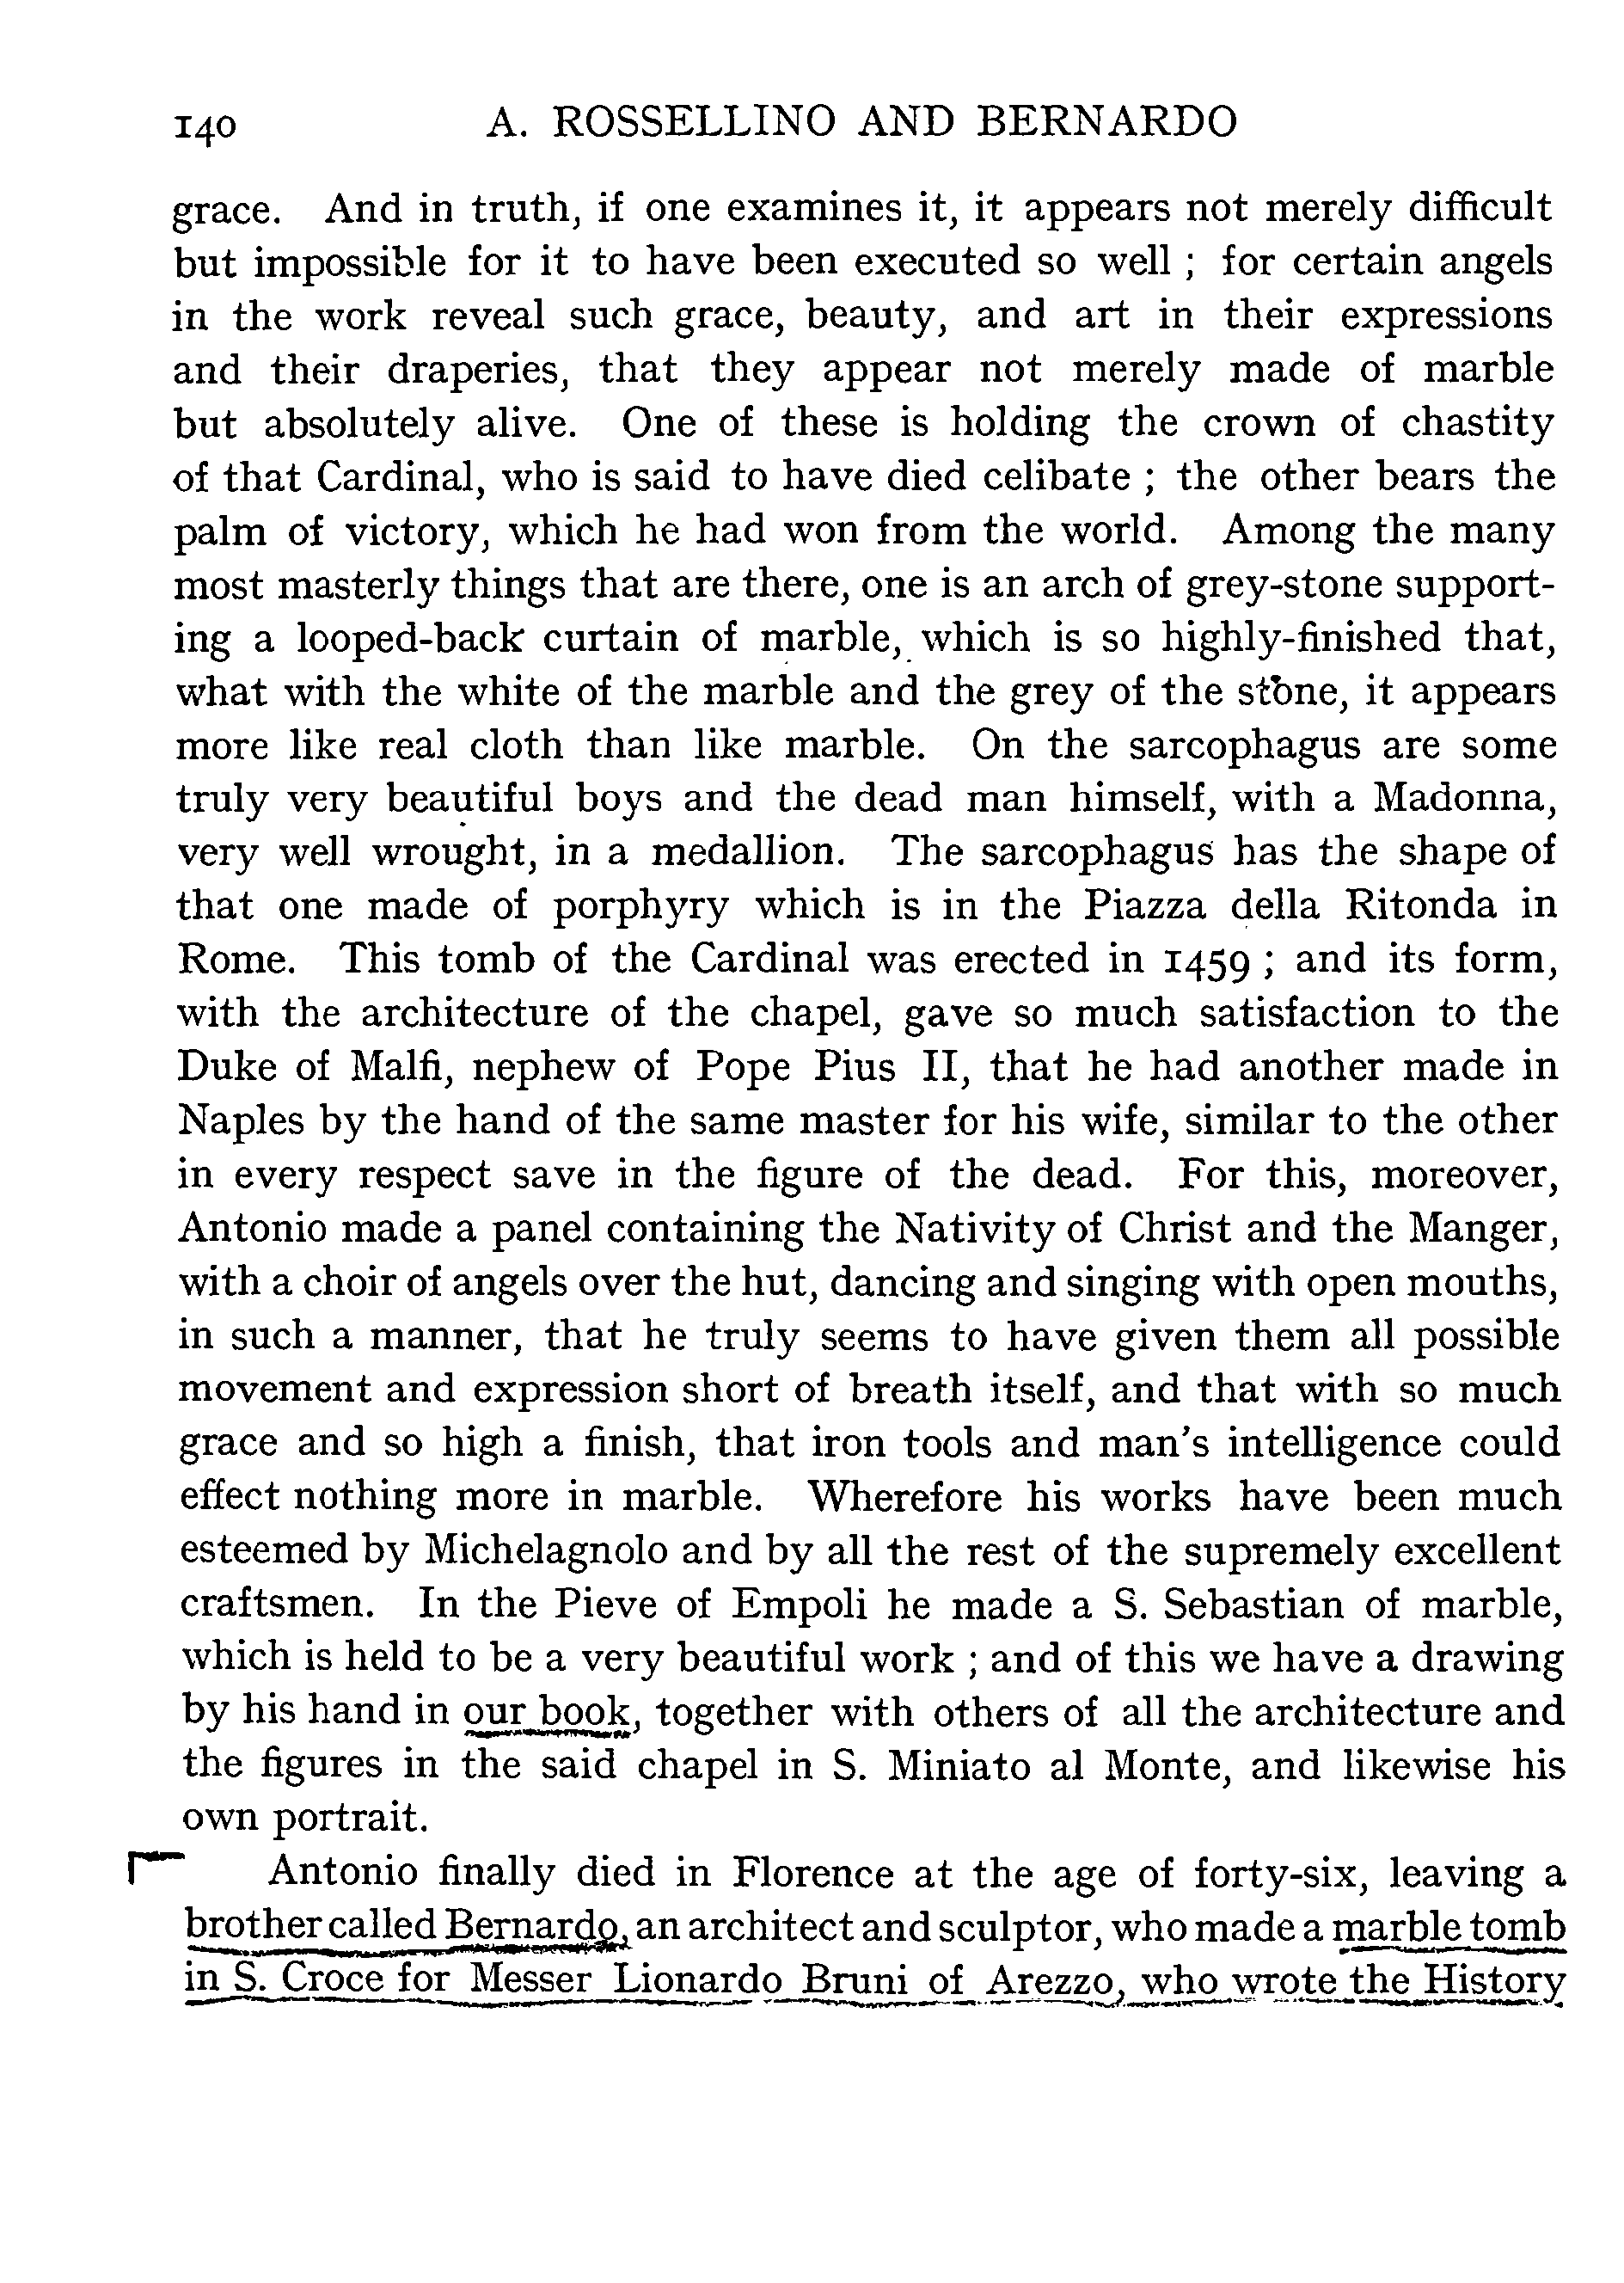 140 A. ROSSELLINO AND BERNARDO
grace. And in truth, if one examines it, it appears not merely difficult
but impossible for it to have been executed so well ; for certain angels
in the work reveal such grace, beauty, and art in their expressions
and their draperies, that they appear not merely made of marble
but absolutely alive. One of these is holding the crown of chastity
of that Cardinal, who is said to have died celibate ; the other bears the
palm of victory, which he had won from the world. Among the many
most masterly things that are there, one is an arch of grey-stone support-
ing a looped-back curtain of marble, which is so highly-finished that,
what with the white of the marble and the grey of the stone, it appears
more like real cloth than like marble. On the sarcophagus are some
truly very beautiful boys and the dead man himself, with a Madonna,
very well wrought, in a medallion. The sarcophagus has the shape of
that one made of porphyry which is in the Piazza della Ritonda in
Rome. This tomb of the Cardinal was erected in 1459 ; and its form,
with the architecture of the chapel, gave so much satisfaction to the
Duke of Malfi, nephew of Pope Pius II, that he had another made in
Naples by the hand of the same master for his wife, similar to the other
in every respect save in the figure of the dead. For this, moreover,
Antonio made a panel containing the Nativity of Christ and the Manger,
with a choir of angels over the hut, dancing and singing with open mouths,
in such a manner, that he truly seems to have given them all possible
movement and expression short of breath itself, and that with so much
grace and so high a finish, that iron tools and man's intelligence could
effect nothing more in marble. Wherefore his works have been much
esteemed by Michelagnolo and by all the rest of the supremely excellent
craftsmen. In the Pieve of Empoli he made a S. Sebastian of marble,
which is held to be a very beautiful work ; and of this we have a drawing
by his hand in our book, together with others of all the architecture and
the figures in the said chapel in S. Miniato al Monte, and likewise his
own portrait.
Antonio finally died in Florence at the age of forty-six, leaving a
brother called Bernardo, an architect and sculptor, who made a marble tomb
in S. Croce for Messer Lionardo Bruni of Arezzo, who wrote the History